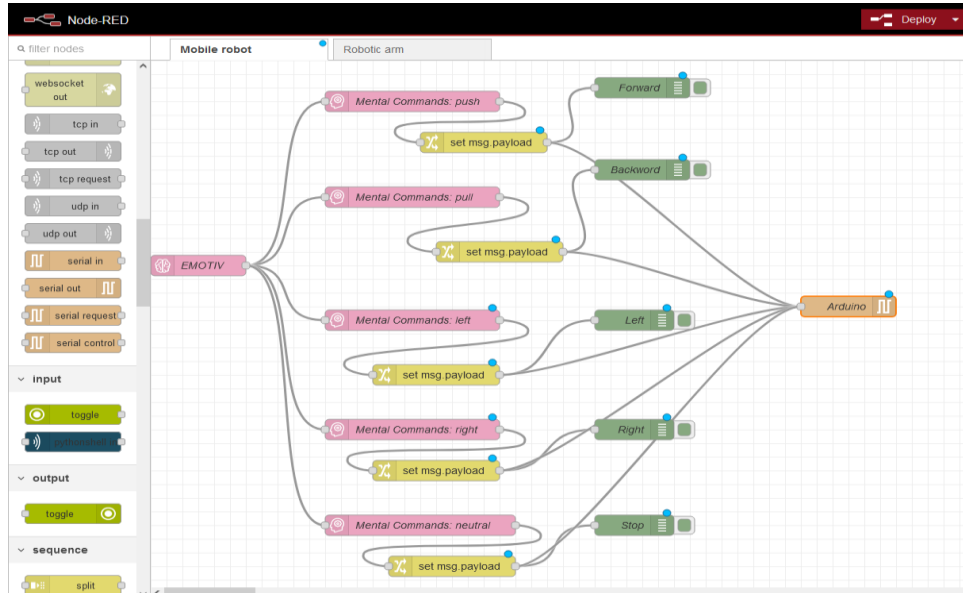 Node-RED
Deploy
filter nodes
Mobile robot
Robotic arm
websocket
out
tcp in
tcp out
tcp request
udp in
udp out
serial in
serial out
serial request
serial control
input
toggle
pythonshell in
output
toggle
sequence
split
EMOTIV
Mental Commands: push
set msg.payload
Forward
Mental Commands: pull
set msg.payload
Backword
Mental Commands: left
set msg.payload
Left
Mental Commands: right
set msg.payload
Right
Mental Commands: neutral
set msg.payload
Stop
Arduino